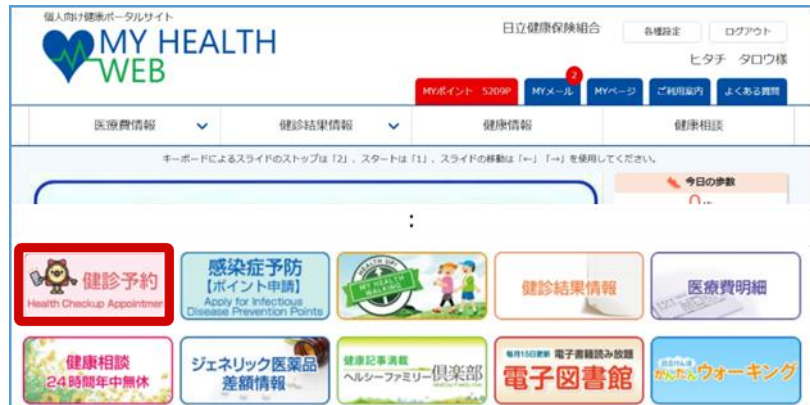 個人向け健康ポータルサイト
MY HEALTH
WEB
日立健康保険組合
各種設定
ログアウト
ヒタチ タロウ様
2
MYポイント 5209P
MYメール
MYページ
ご利用案内
よくある質問
医療費情報
健診結果情報
健康情報
健康相談
キーボードによるスライドのストップは「2」、スタートは「1」、スライドの移動は「←」「→」を使用してください。
今日の歩数
:
健診予約
Health Checkup Appointmen
感染症予防
【ポイント申請】
Apply for Infectious
Disease Prevention Points
HEALTH UP!
MY HEALTH
WALKING
健診結果情報
医療費明細
健康相談
24時間年中無休
ジェネリック医薬品
差額情報
健康記事満載
ヘルシーファミリー倶楽部
毎月15日更新 電子書籍読み放題
電子図書館
日立けんぽ
かんたんウォーキング